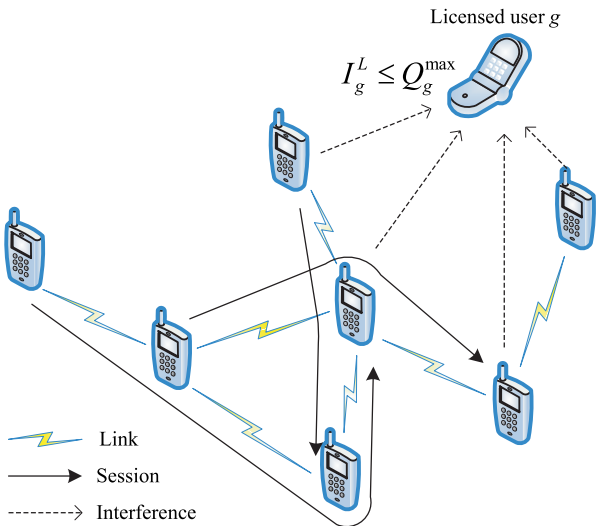 Licensed user g
I_g^L ≤ Q_g^max
Link
Session
Interference